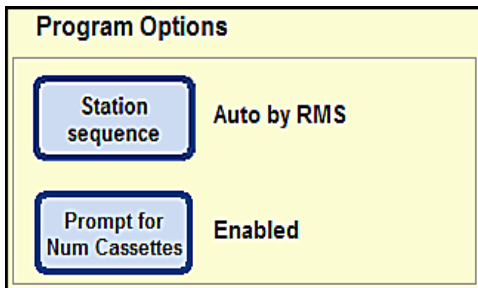 Program Options
Station
sequence
Auto by RMS
Prompt for
Num Cassettes
Enabled